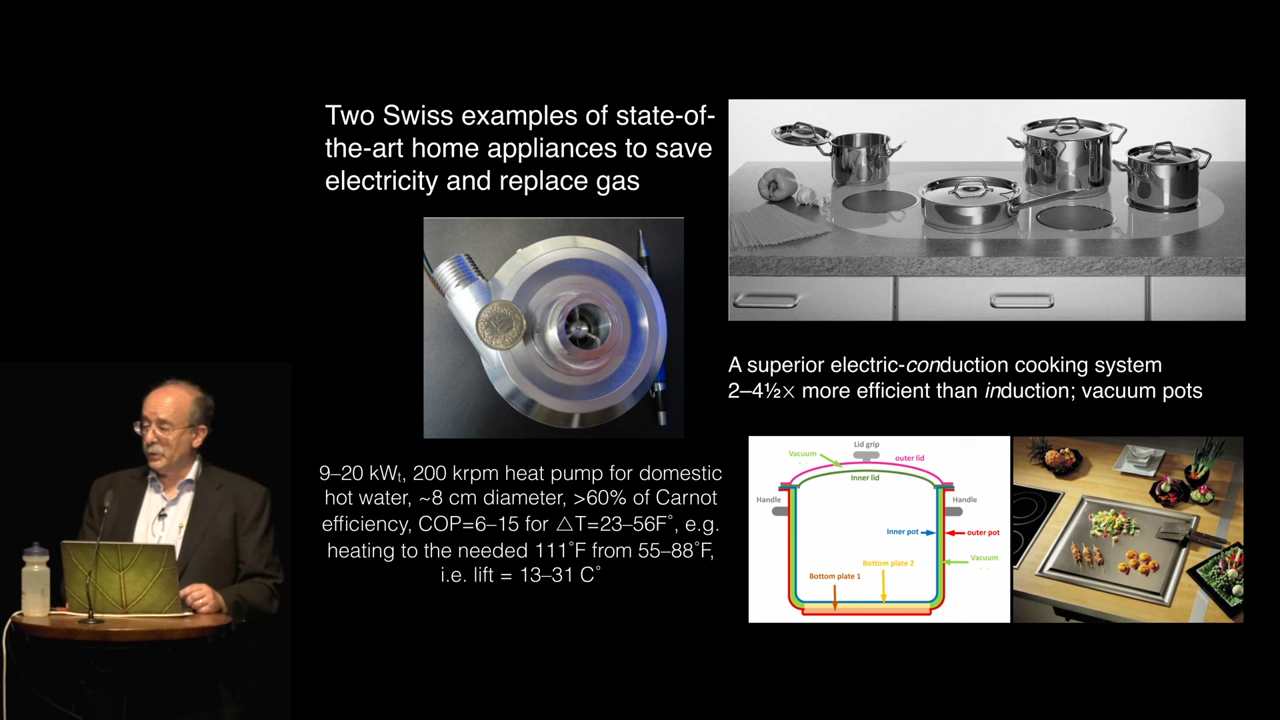 Two Swiss examples of state-of-
the-art home appliances to save
electricity and replace gas
9–20 kWt, 200 krpm heat pump for domestic
hot water, ~8 cm diameter, >60% of Carnot
efficiency, COP=6–15 for △T=23–56F˚, e.g.
heating to the needed 111˚F from 55–88˚F,
i.e. lift = 13–31 C˚
A superior electric-conduction cooking system
2–4½× more efficient than induction; vacuum pots
Lid grip
Vacuum
outer lid
Inner lid
Handle
Handle
Inner pot
outer pot
Vacuum
Bottom plate 2
Bottom plate 1